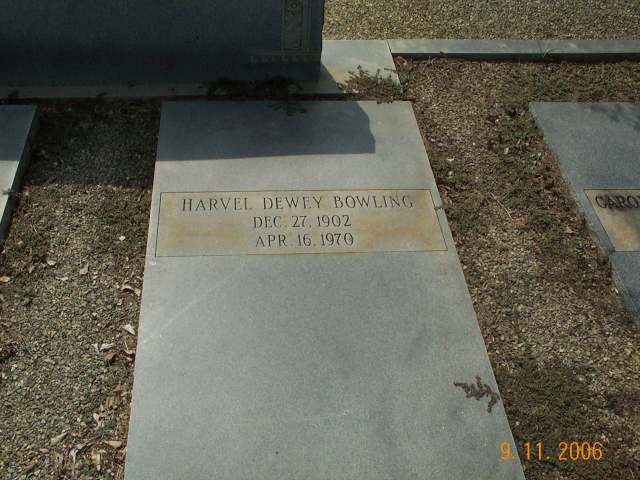 HARVEL DEWEY BOWLING
DEC. 27, 1902
APR. 16, 1970
9.11.2006